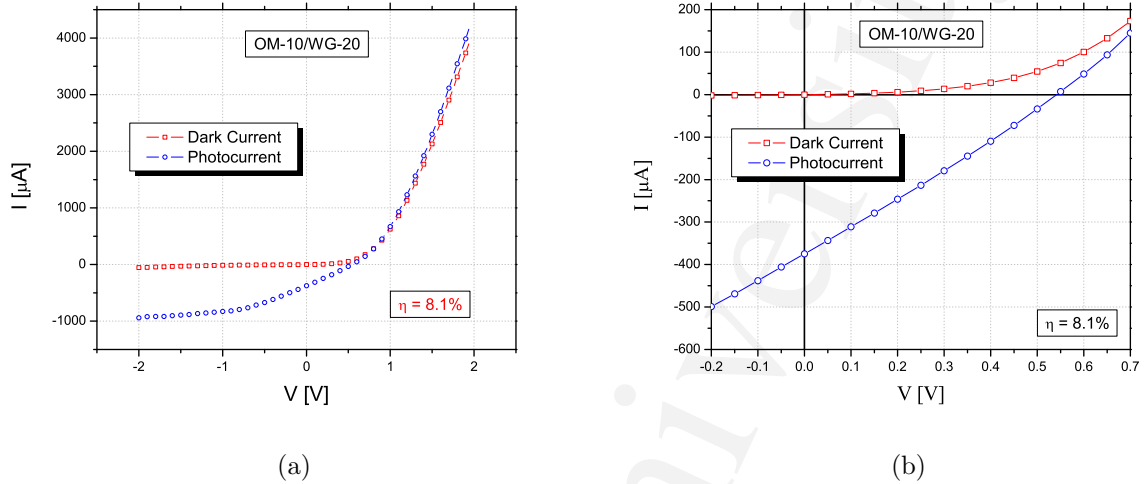 OM-10/WG-20
Dark Current
Photocurrent
η = 8.1%
4000
3000
2000
1000
0
-1000
-2
-1
0
1
2
I [μA]
V [V]
(a)
OM-10/WG-20
Dark Current
Photocurrent
η = 8.1%
200
100
0
-100
-200
-300
-400
-500
-600
-0.2
-0.1
0.0
0.1
0.2
0.3
0.4
0.5
0.6
0.7
I [μA]
V [V]
(b)